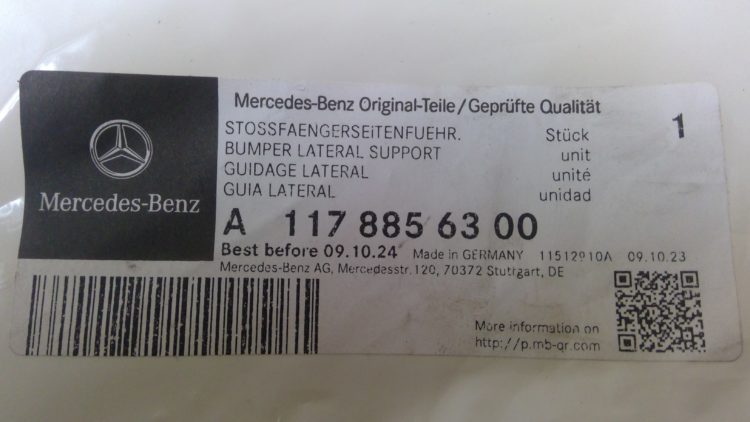 Mercedes-Benz Original-Teile/Geprüfte Qualität
STOSSFAENGERSEITENFUEHR. Stück 1
BUMPER LATERAL SUPPORT unit
GUIDAGE LATERAL unité
GUIA LATERAL unidad
Mercedes-Benz
A 117 885 63 00
Best before 09.10.24 Made in GERMANY 11512910A 09.10.23
Mercedes-Benz AG, Mercedesstr.120, 70372 Stuttgart, DE
More information on
http://p.mb-qr.com